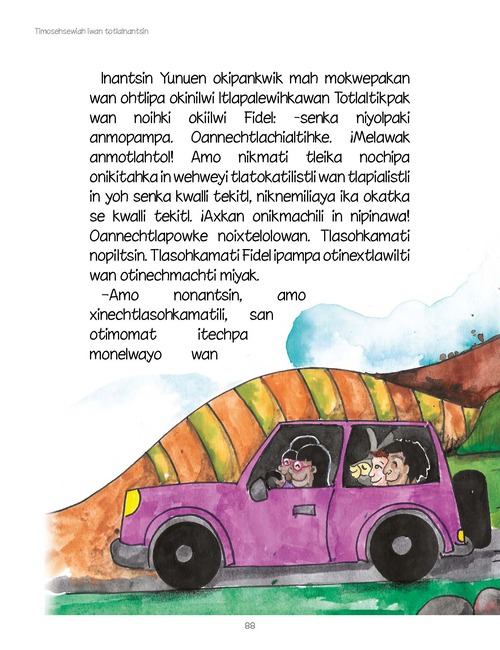 Timosehsewiah iwan totlalnantsin
Inantsin Yunuen okipankwik mah mokwepakan
wan ohtlipa okinilwi Itlapalewihkawan Totlaltikpak
wan noihki okiilwi Fidel: -senka niyolpaki
anmopampa. Oannechtlachialtihke. ¡Melawak
anmotlahtol! Amo nikmati tleika nochipa
onikitahka in wehweyi tlatokatilistli wan tlapialistli
in yoh senka kwalli tekitl, niknemiliaya ika okatka
se kwalli tekitl. ¡Axkan onikmachili in nipinawa!
Oannechtlapowke noixtelolowan. Tlasohkamati
nopiltsin. Tlasohkamati Fidel ipampa otinextlawilti
wan otinechmachti miyak.
-Amo nonantsin, amo
xinechtlasohkamatili, san
otimomat itechpa
monelwayo wan
88